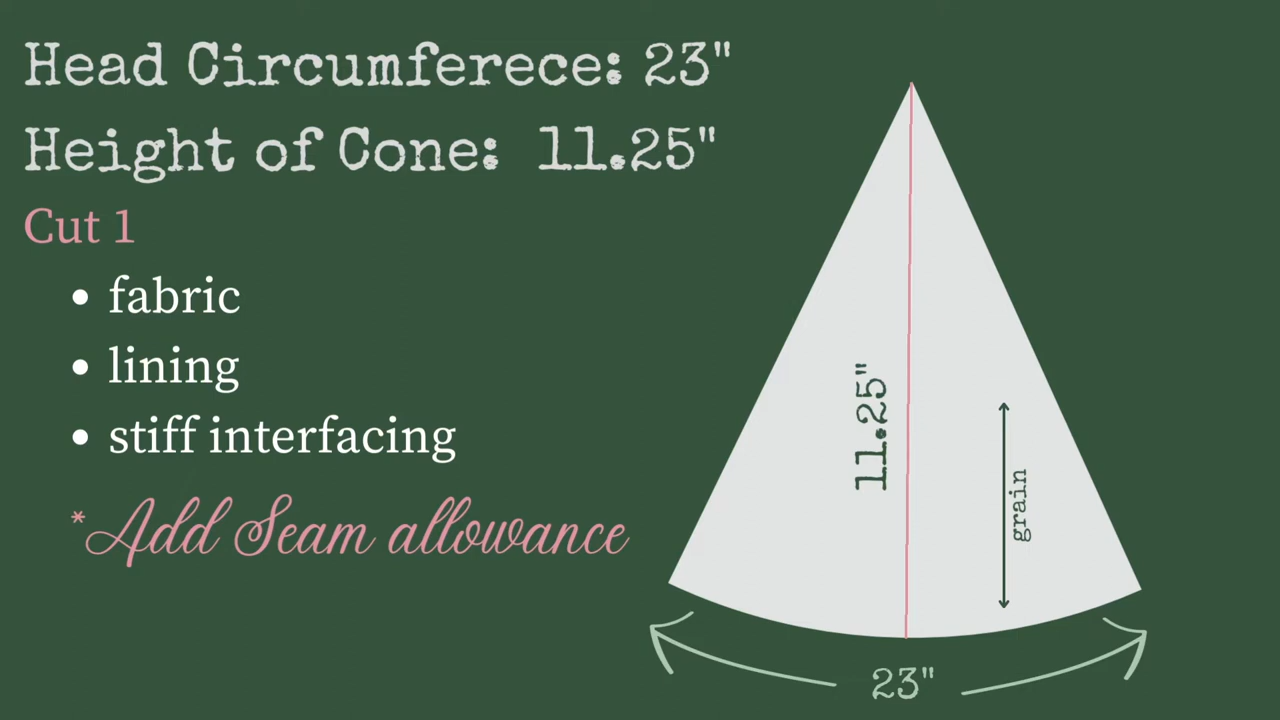 Head Circumferece: 23"
Height of Cone: 11.25"
Cut 1
• fabric
• lining
• stiff interfacing
*Add Seam allowance
11.25"
grain
23"